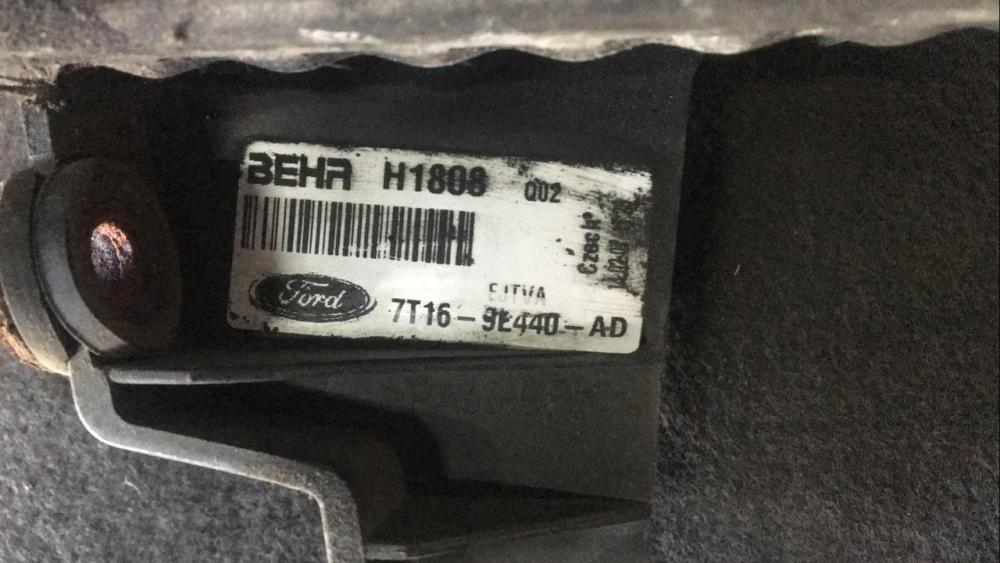 BEHR H1808 Q02
Czech
Ford
EJTVA
7T16-9L440-AD